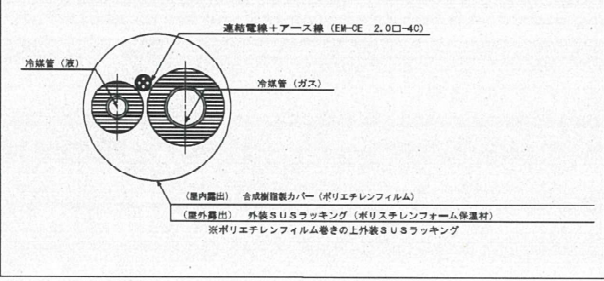 連結電線+アース線(EM-CE 2.0□-4C)
冷媒管(液)
冷媒管(ガス)
(屋内露出) 合成樹脂製カバー(ポリエチレンフィルム)
(屋外露出) 外装SUSラッキング(ポリスチレンフォーム保温材)
※ポリエチレンフィルム巻きの上外装SUSラッキング